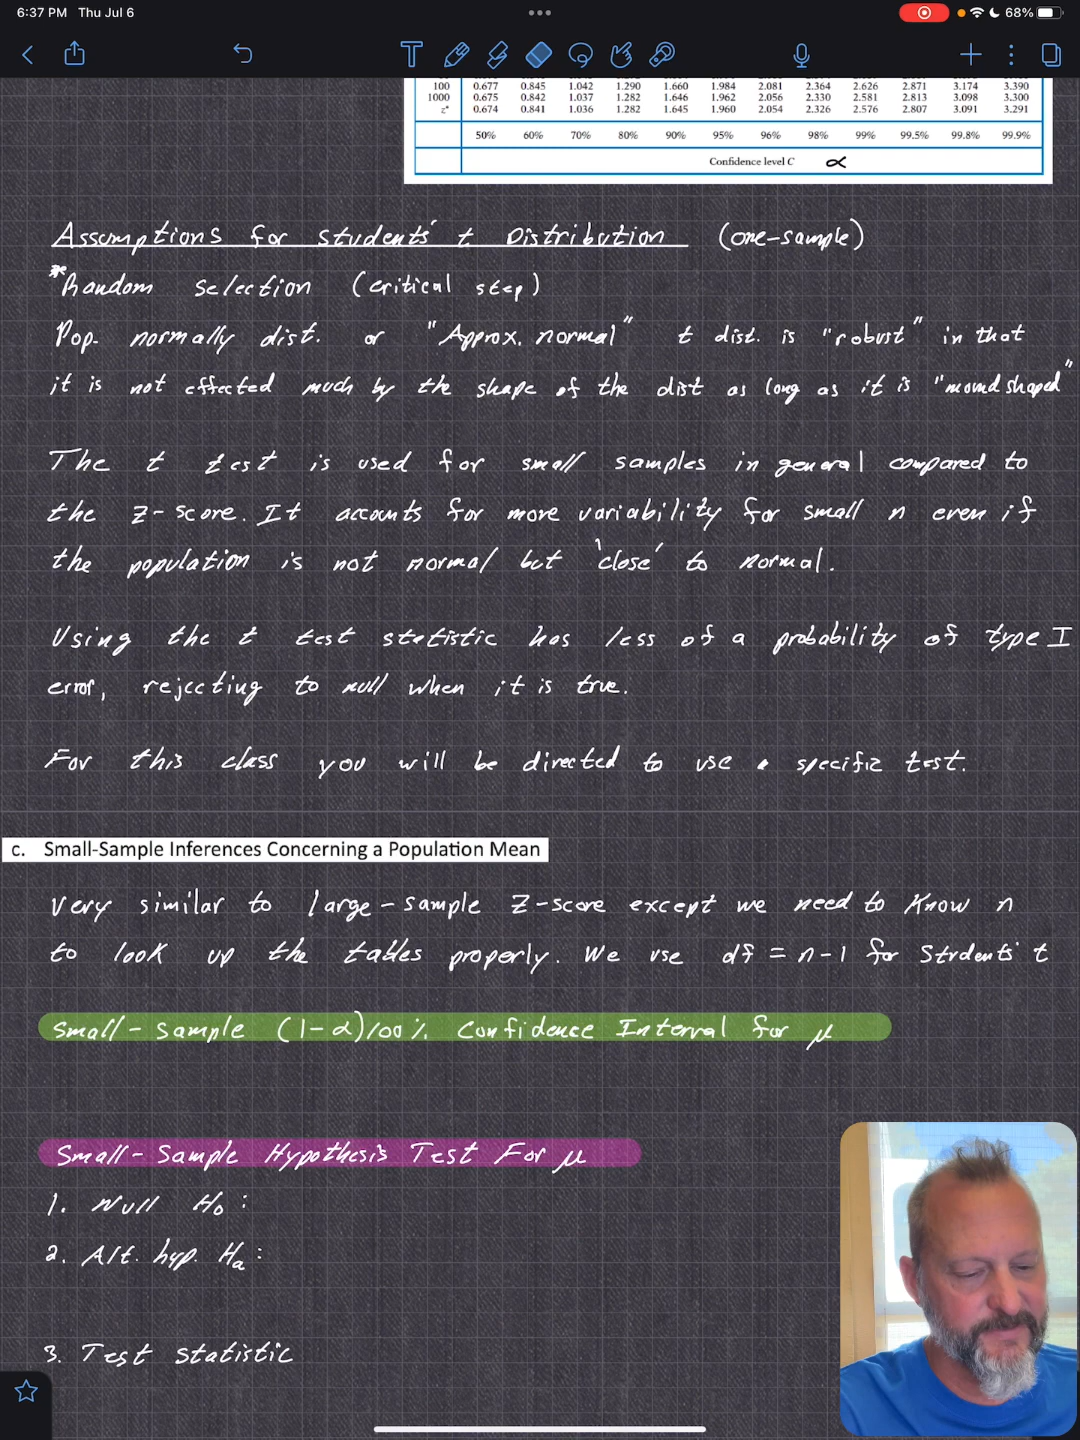 6:37 PM Thu Jul 6
68%
100 0.677 0.845 1.042 1.290 1.660 1.984 2.081 2.364 2.626 2.871 3.174 3.390
1000 0.675 0.842 1.037 1.282 1.646 1.962 2.056 2.330 2.581 2.813 3.098 3.300
z* 0.674 0.841 1.036 1.282 1.645 1.960 2.054 2.326 2.576 2.807 3.091 3.291
50% 60% 70% 80% 90% 95% 96% 98% 99% 99.5% 99.8% 99.9%
Confidence level C α
Assumptions for students' t Distribution (one-sample)
*Random selection (critical step)
Pop. normally dist. or "Approx. normal" t dist. is "robust" in that
it is not effected much by the shape of the dist as long as it is "mound shaped"
The t test is used for small samples in general compared to
the z-score. It accounts for more variability for small n even if
the population is not normal but 'close' to normal.
Using the t test statistic has less of a probability of type I
error, rejecting to null when it is true.
For this class you will be directed to use a specific test.
c. Small-Sample Inferences Concerning a Population Mean
Very similar to large-sample z-score except we need to know n
to look up the tables properly. We use df = n-1 for Students' t
Small-Sample (1-α)100% Confidence Interval for μ
Small-Sample Hypothesis Test For μ
1. Null H₀:
2. Alt. hyp. Hₐ:
3. Test statistic